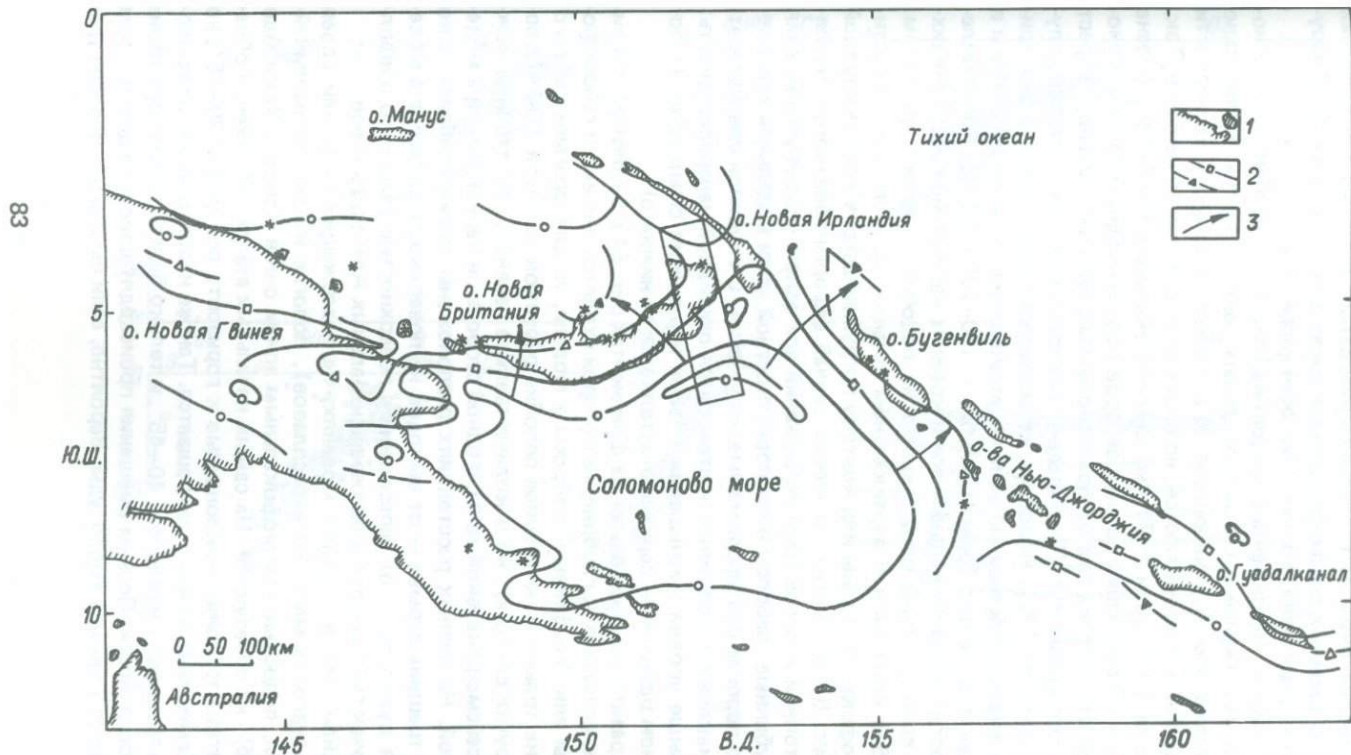 83
0
5
Ю.Ш.
10
145
150
В.Д.
155
160
о. Манус
Тихий океан
1
2
3
о. Новая Ирландия
о. Новая
Британия
о. Новая Гвинея
о. Бугенвиль
о-ва Нью-Джорджия
Соломоново море
о. Гуадалканал
0 50 100км
Австралия